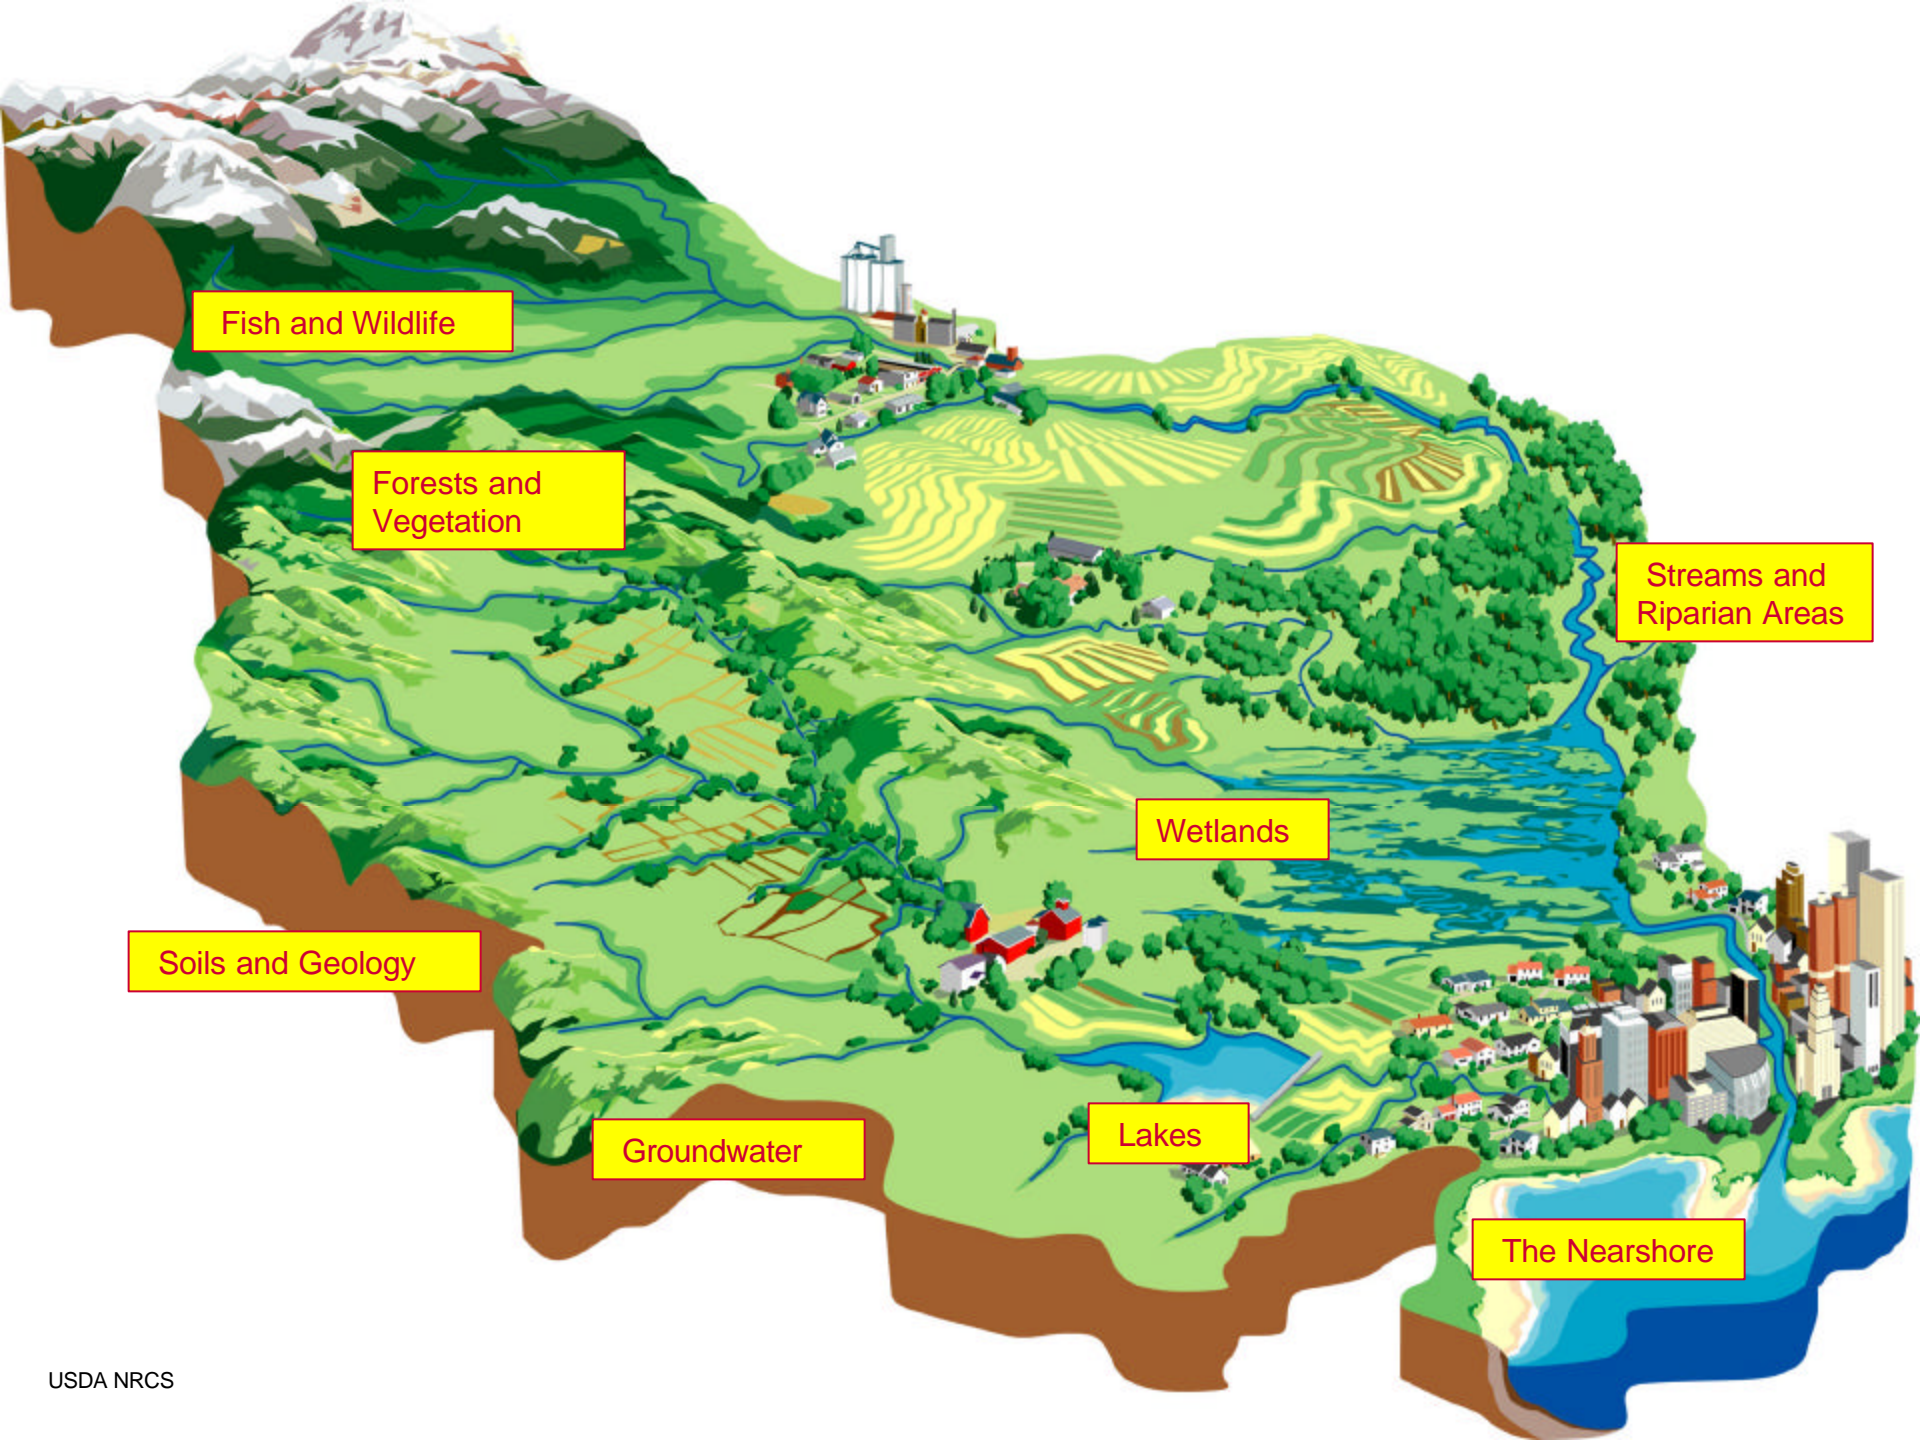 Fish and Wildlife
Forests and
Vegetation
Streams and
Riparian Areas
Wetlands
Soils and Geology
Lakes
Groundwater
The Nearshore
USDA NRCS